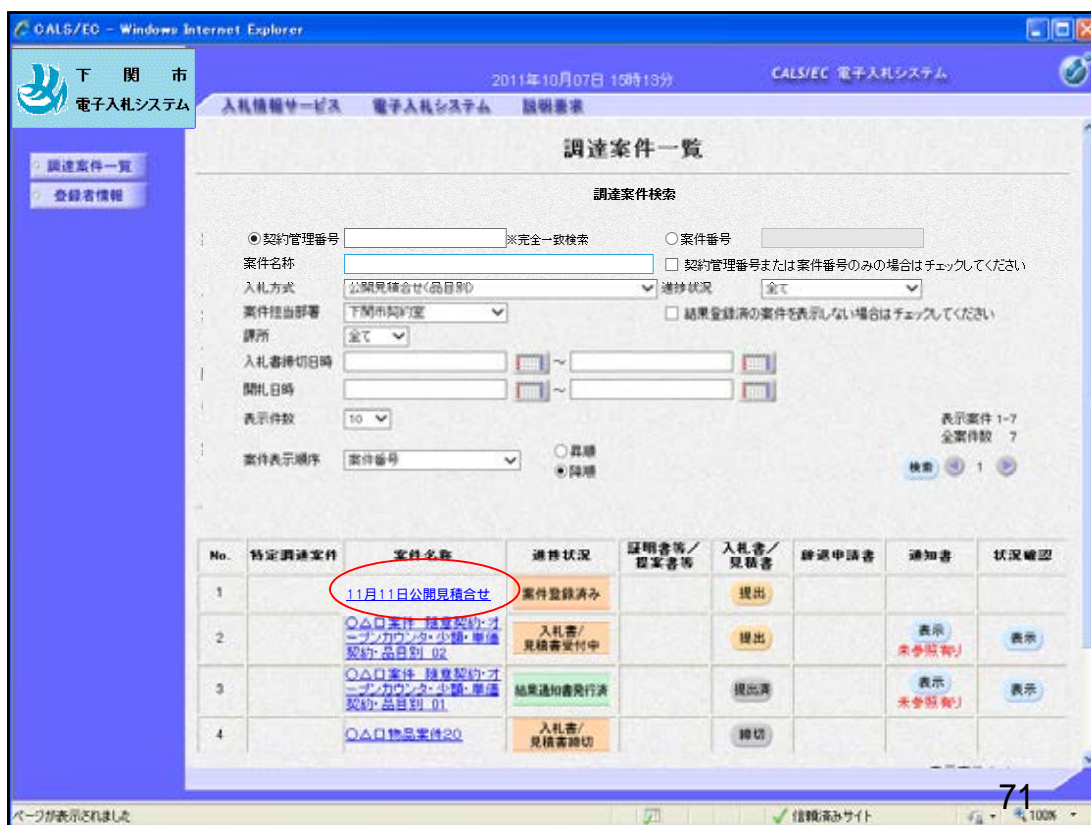 CALS/EC - Windows Internet Explorer
下関市
電子入札システム
2011年10月07日 15時13分
CALS/EC 電子入札システム
入札情報サービス 電子入札システム 説明要求
調達案件一覧
登録者情報
調達案件一覧
調達案件検索
契約管理番号 ※完全一致検索 案件番号
案件名称 契約管理番号または案件番号のみの場合はチェックしてください
入札方式 公開見積合せ(品目別) 進捗状況 全て
案件担当部署 下関市契約室 結果登録済の案件を表示しない場合はチェックしてください
課所 全て
入札書締切日時 ~
開札日時 ~
表示件数 10
表示案件 1-7
全案件数 7
案件表示順序 案件番号 昇順
降順
検索 1
No. 特定調達案件 案件名称 進捗状況 証明書等/提案書等 入札書/見積書 辞退申請書 通知書 状況確認
1 11月11日公開見積合せ 案件登録済み 提出
2 ○△□案件 随意契約・オープンカウンタ・少額・単価契約・品目別 02 入札書/見積書受付中 提出 表示 未参照有り 表示
3 ○△□案件 随意契約・オープンカウンタ・少額・単価契約・品目別 01 結果通知書発行済 提出済 表示 未参照有り 表示
4 ○△□物品案件20 入札書/見積書締切 締切
71
ページが表示されました 信頼済みサイト 100%